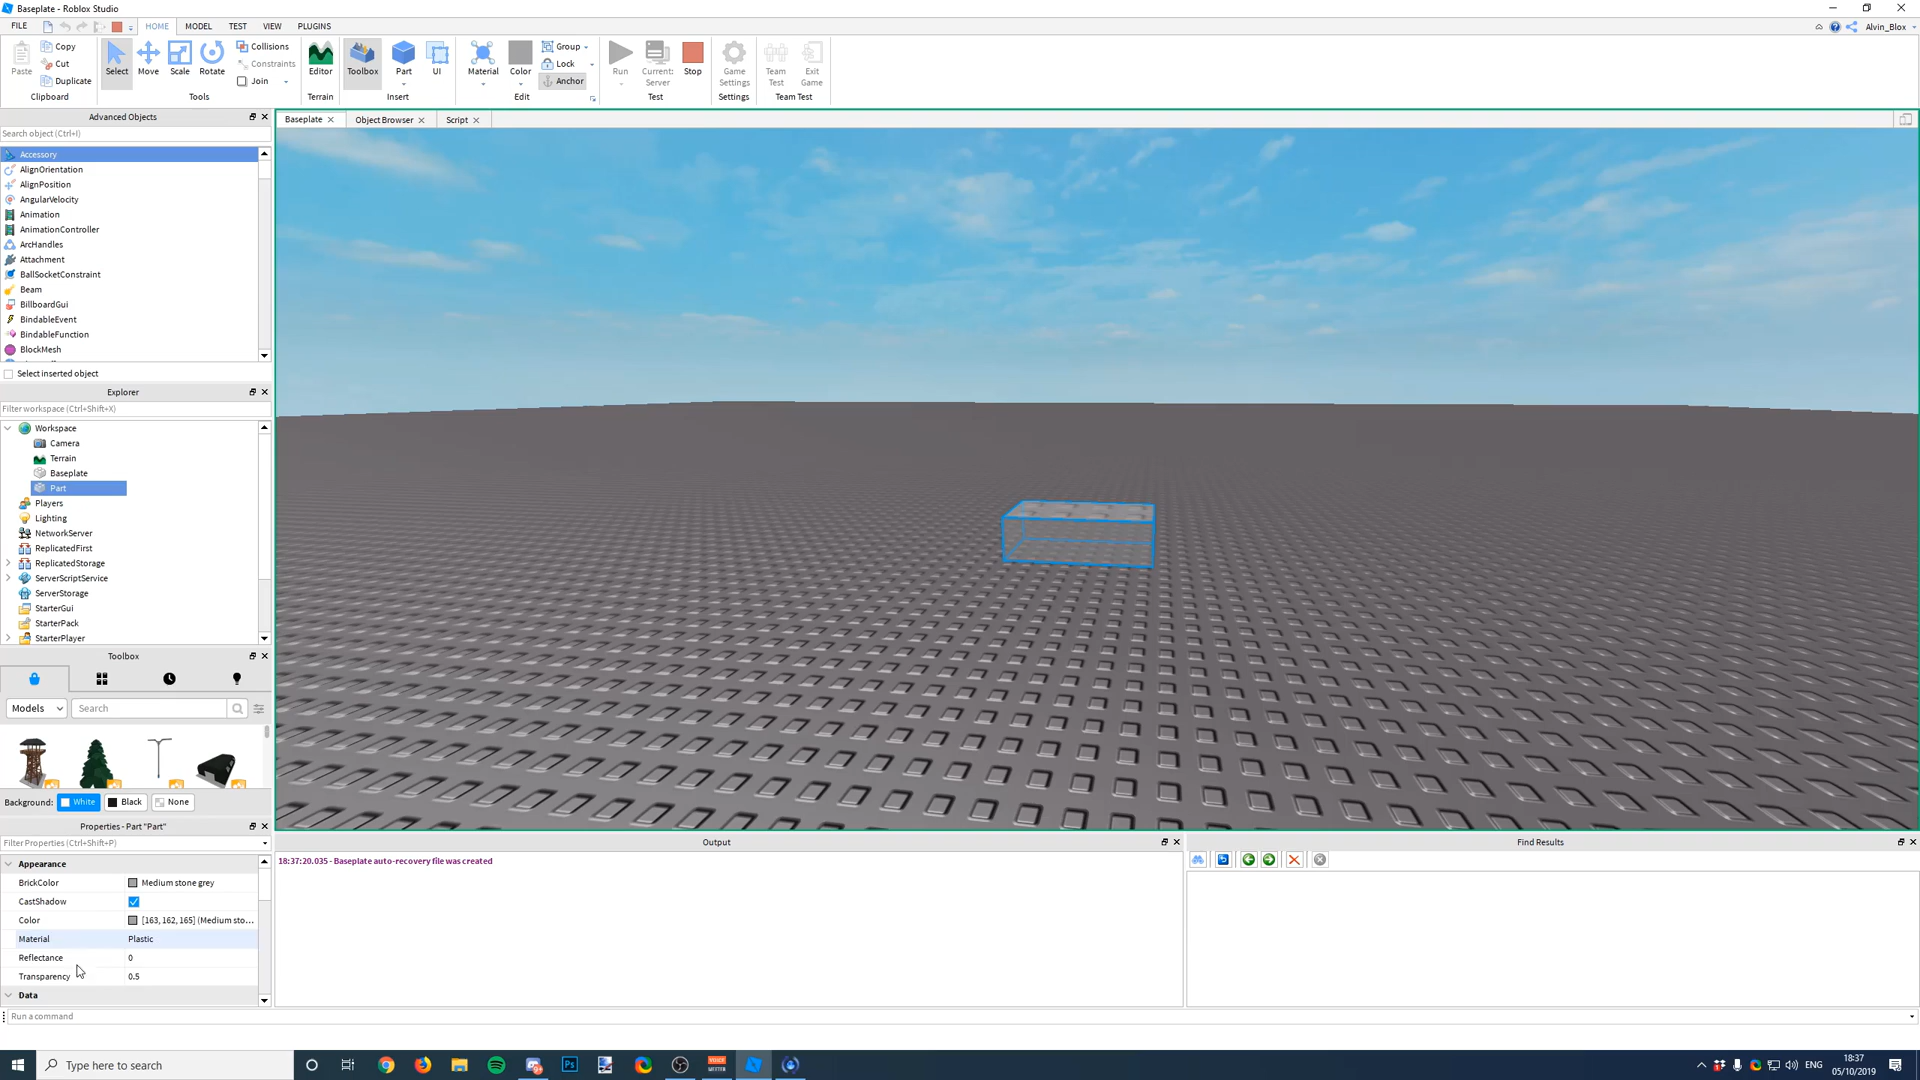 Baseplate - Roblox Studio
FILE HOME MODEL TEST VIEW PLUGINS Alvin_Blox
Paste Copy Cut Duplicate Clipboard
Select Move Scale Rotate Collisions Constraints Join Tools
Editor Terrain
Toolbox Part UI Insert
Material Color Group Lock Anchor Edit
Run Current: Server Stop Test
Game Settings Settings
Team Test Exit Game Team Test
Advanced Objects
Search object (Ctrl+I)
Accessory
AlignOrientation
AlignPosition
AngularVelocity
Animation
AnimationController
ArcHandles
Attachment
BallSocketConstraint
Beam
BillboardGui
BindableEvent
BindableFunction
BlockMesh
Select inserted object
Explorer
Filter workspace (Ctrl+Shift+X)
Workspace
Camera
Terrain
Baseplate
Part
Players
Lighting
NetworkServer
ReplicatedFirst
ReplicatedStorage
ServerScriptService
ServerStorage
StarterGui
StarterPack
StarterPlayer
Toolbox
Models Search
Background: White Black None
Properties - Part "Part"
Filter Properties (Ctrl+Shift+P)
Appearance
BrickColor Medium stone grey
CastShadow
Color [163, 162, 165] (Medium sto...
Material Plastic
Reflectance 0
Transparency 0.5
Data
Run a command
Baseplate Object Browser Script
Output
18:37:20.035 - Baseplate auto-recovery file was created
Find Results
Type here to search
Ps
ENG
18:37
05/10/2019